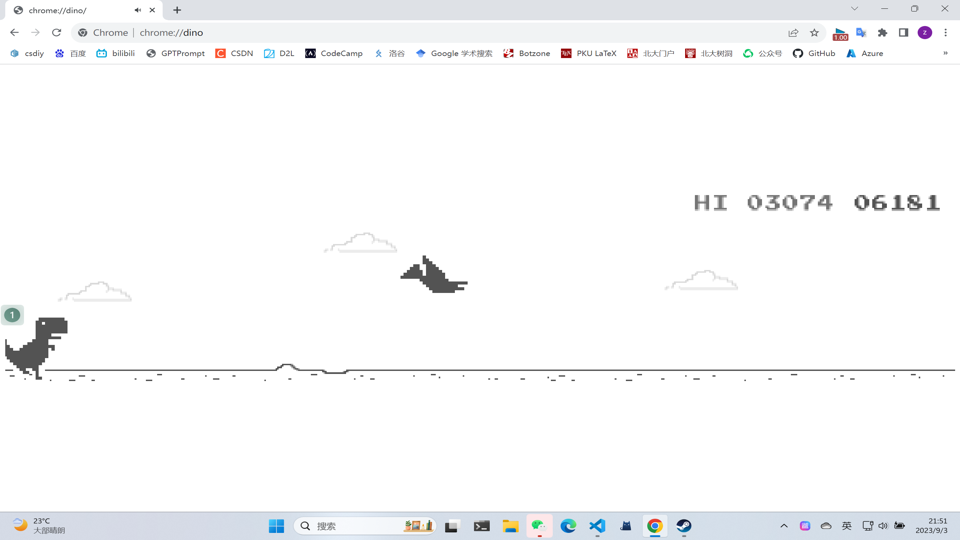 chrome://dino/
Chrome | chrome://dino
1.00
z
csdiy 百度 bilibili GPTPrompt CSDN D2L CodeCamp 洛谷 Google 学术搜索 Botzone PKU LaTeX 北大门户 北大树洞 公众号 GitHub Azure »
HI 03074 06181
1
23°C
大部晴朗
搜索
英
21:51
2023/9/3